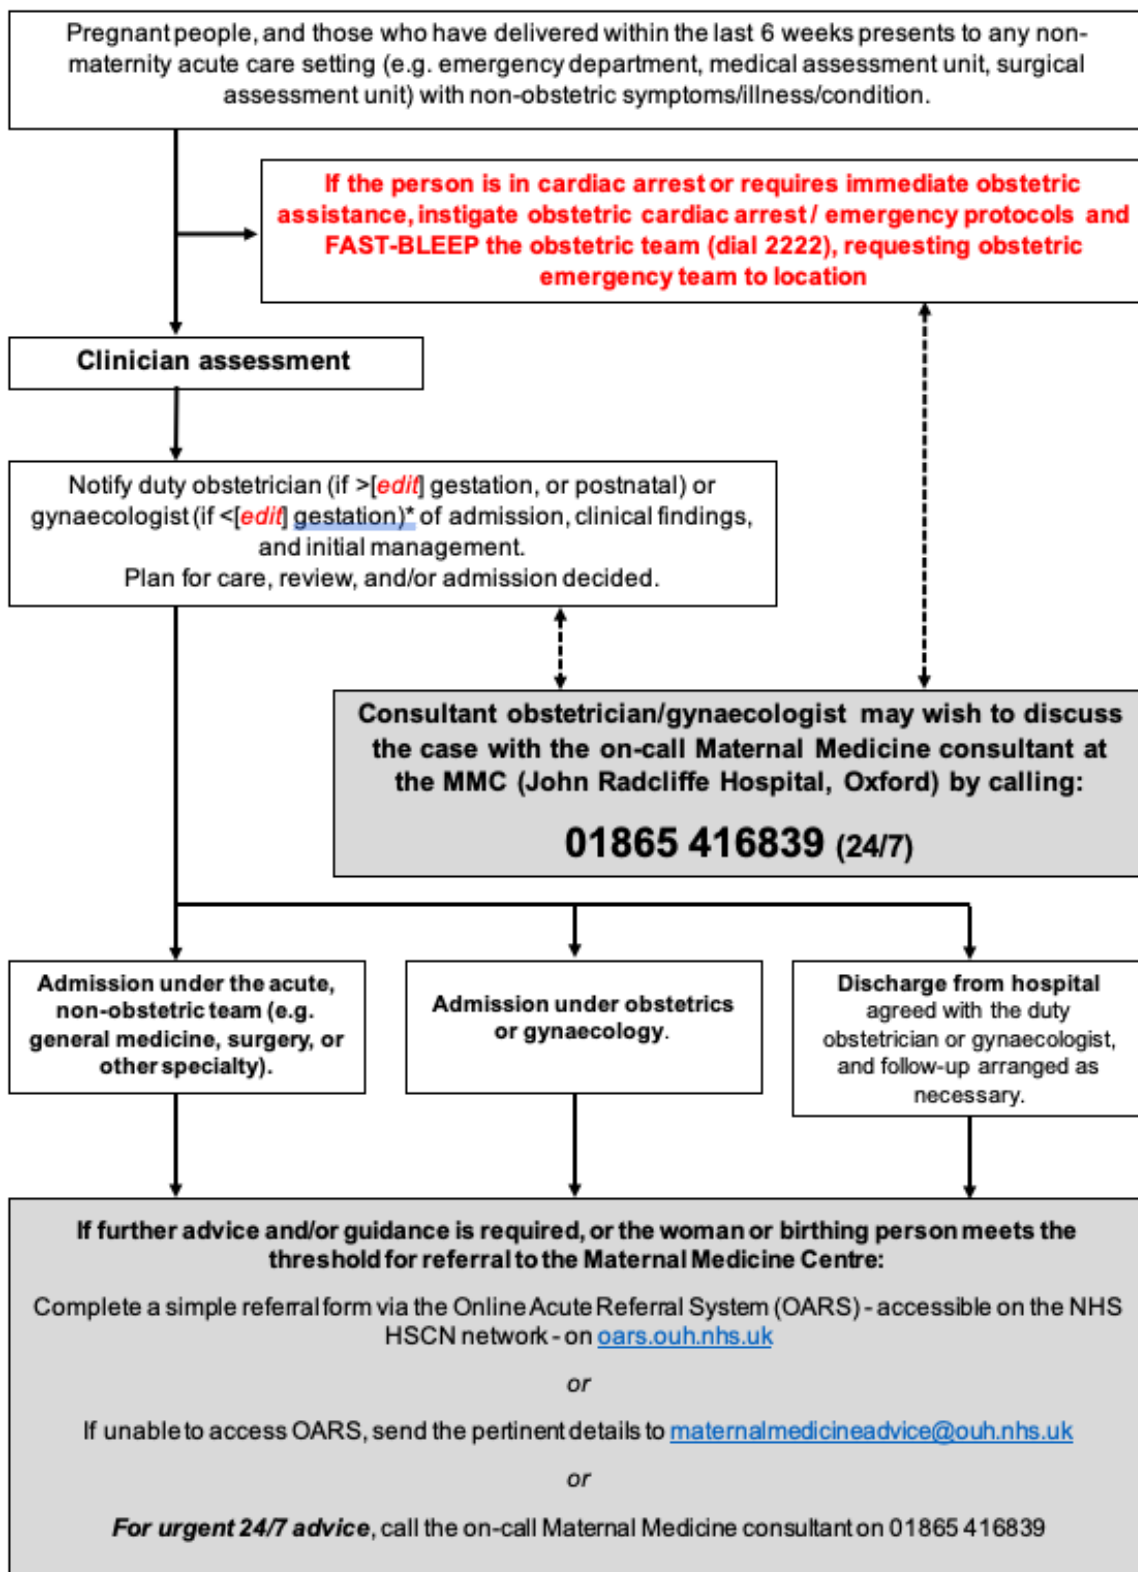 Pregnant people, and those who have delivered within the last 6 weeks presents to any non-
maternity acute care setting (e.g. emergency department, medical assessment unit, surgical
assessment unit) with non-obstetric symptoms/illness/condition.
If the person is in cardiac arrest or requires immediate obstetric
assistance, instigate obstetric cardiac arrest / emergency protocols and
FAST-BLEEP the obstetric team (dial 2222), requesting obstetric
emergency team to location
Clinician assessment
Notify duty obstetrician (if >[edit] gestation, or postnatal) or
gynaecologist (if <[edit] gestation)* of admission, clinical findings,
and initial management.
Plan for care, review, and/or admission decided.
Consultant obstetrician/gynaecologist may wish to discuss
the case with the on-call Maternal Medicine consultant at
the MMC (John Radcliffe Hospital, Oxford) by calling:
01865 416839 (24/7)
Admission under the acute,
non-obstetric team (e.g.
general medicine, surgery, or
other specialty).
Admission under obstetrics
or gynaecology.
Discharge from hospital
agreed with the duty
obstetrician or gynaecologist,
and follow-up arranged as
necessary.
If further advice and/or guidance is required, or the woman or birthing person meets the
threshold for referral to the Maternal Medicine Centre:
Complete a simple referral form via the Online Acute Referral System (OARS) - accessible on the NHS
HSCN network - on oars.ouh.nhs.uk
or
If unable to access OARS, send the pertinent details to maternalmedicineadvice@ouh.nhs.uk
or
For urgent 24/7 advice, call the on-call Maternal Medicine consultant on 01865 416839